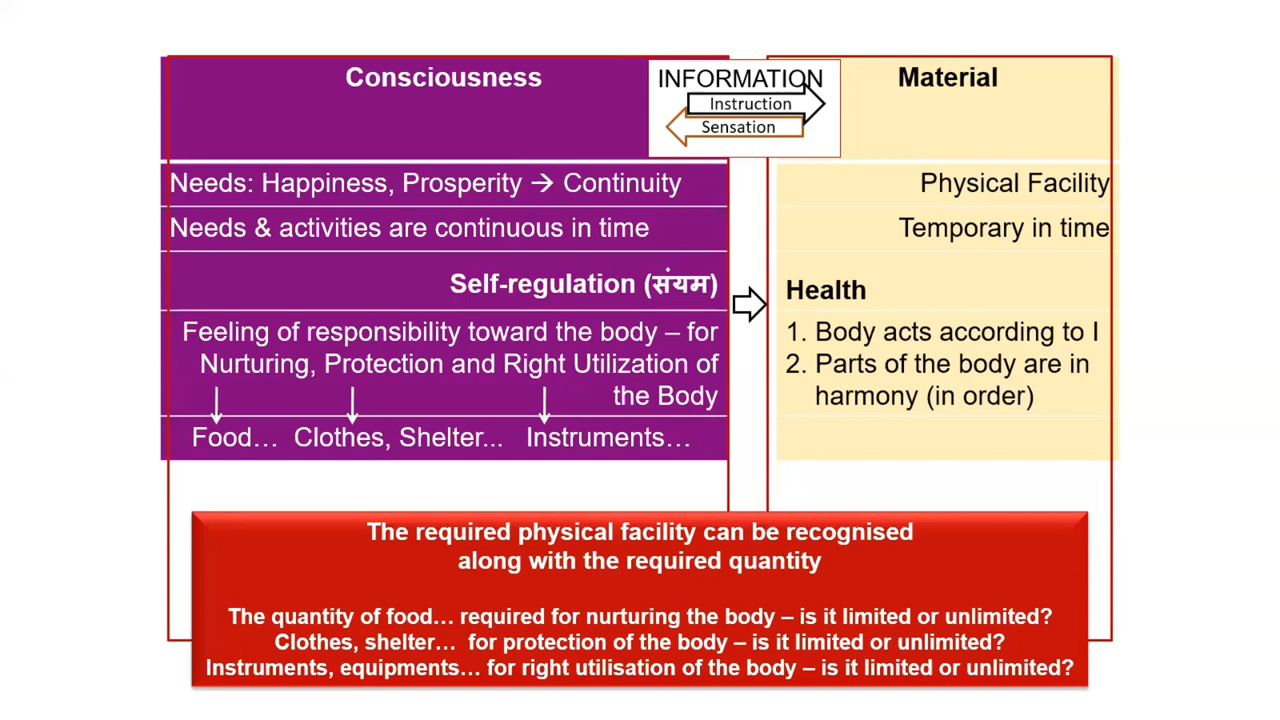 Consciousness
INFORMATION
Instruction
Sensation
Material
Needs: Happiness, Prosperity → Continuity
Physical Facility
Needs & activities are continuous in time
Temporary in time
Self-regulation (संयम)
Health
Feeling of responsibility toward the body – for
Nurturing, Protection and Right Utilization of
the Body
1. Body acts according to I
2. Parts of the body are in
harmony (in order)
Food… Clothes, Shelter... Instruments…
The required physical facility can be recognised
along with the required quantity
The quantity of food… required for nurturing the body – is it limited or unlimited?
Clothes, shelter… for protection of the body – is it limited or unlimited?
Instruments, equipments… for right utilisation of the body – is it limited or unlimited?